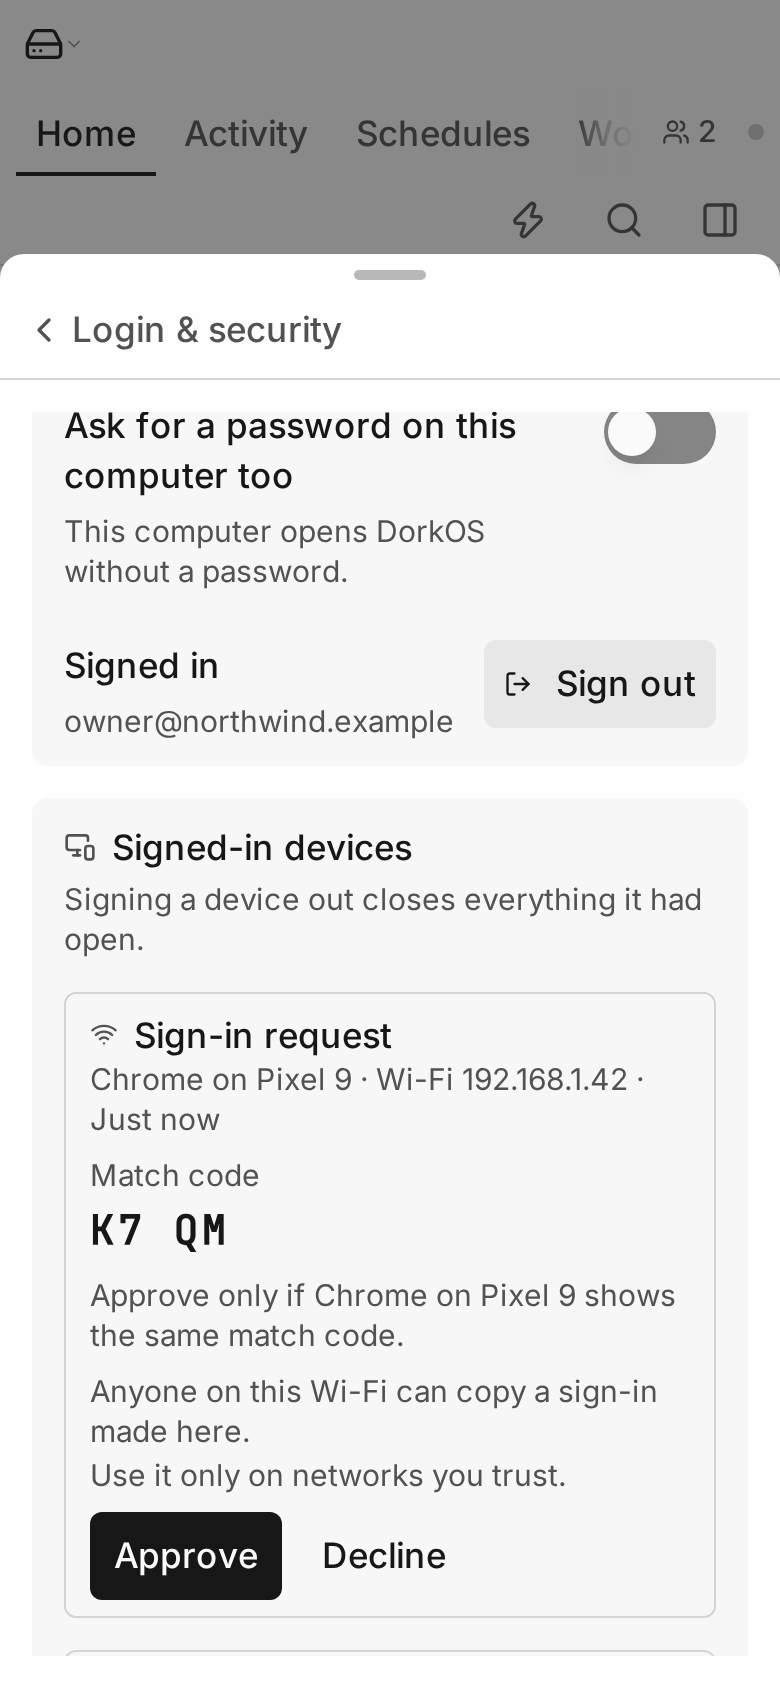 Home Activity Schedules Wo 2
Login & security
Ask for a password on this
computer too
This computer opens DorkOS
without a password.
Signed in
Sign out
owner@northwind.example
Signed-in devices
Signing a device out closes everything it had
open.
Sign-in request
Chrome on Pixel 9 · Wi-Fi 192.168.1.42 ·
Just now
Match code
K7 QM
Approve only if Chrome on Pixel 9 shows
the same match code.
Anyone on this Wi-Fi can copy a sign-in
made here.
Use it only on networks you trust.
Approve Decline